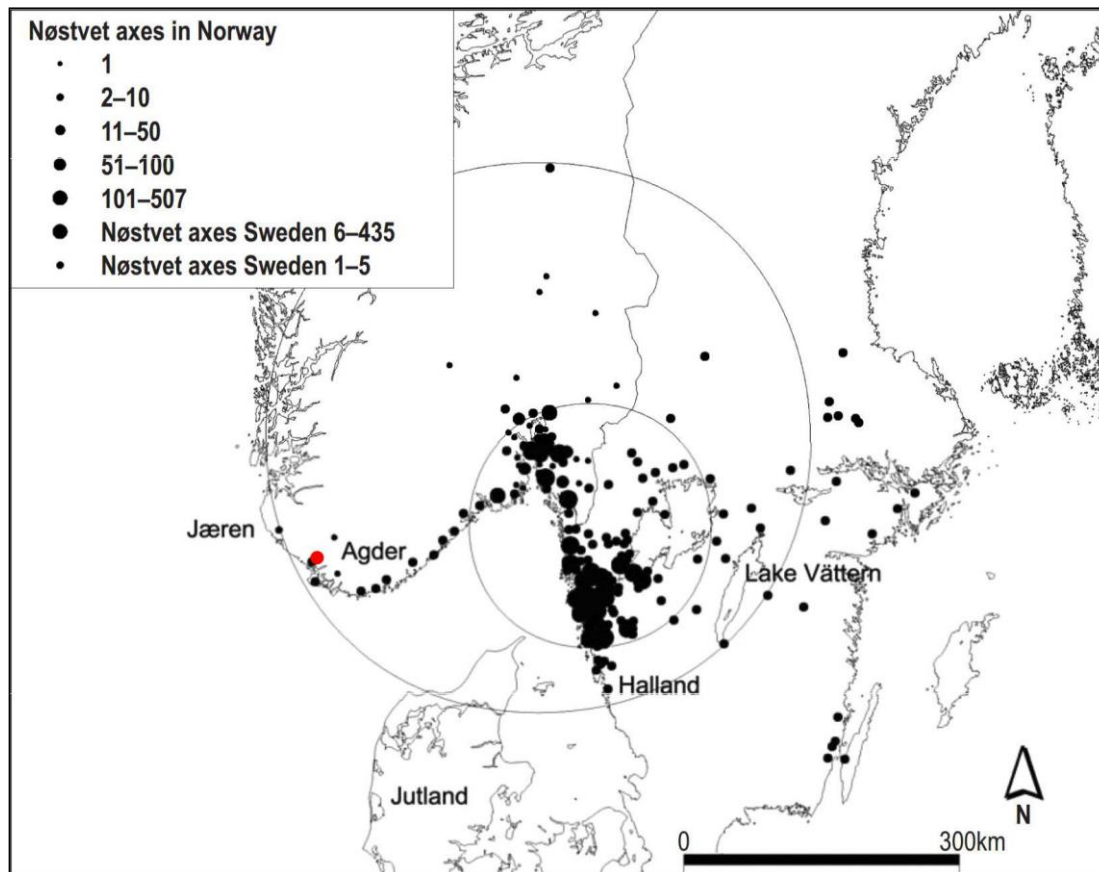 Nøstvet axes in Norway
1
2–10
11–50
51–100
101–507
Nøstvet axes Sweden 6–435
Nøstvet axes Sweden 1–5
Jæren
Agder
Lake Vättern
Halland
Jutland
N
0 300km